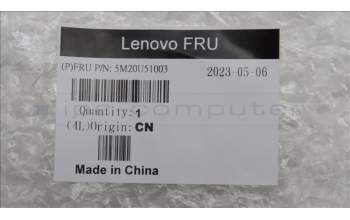 Lenovo FRU
(P)FRU P/N: 5M20U51003
2023-05-06
Quantity: 1
(4L)Origin: CN
Made in China